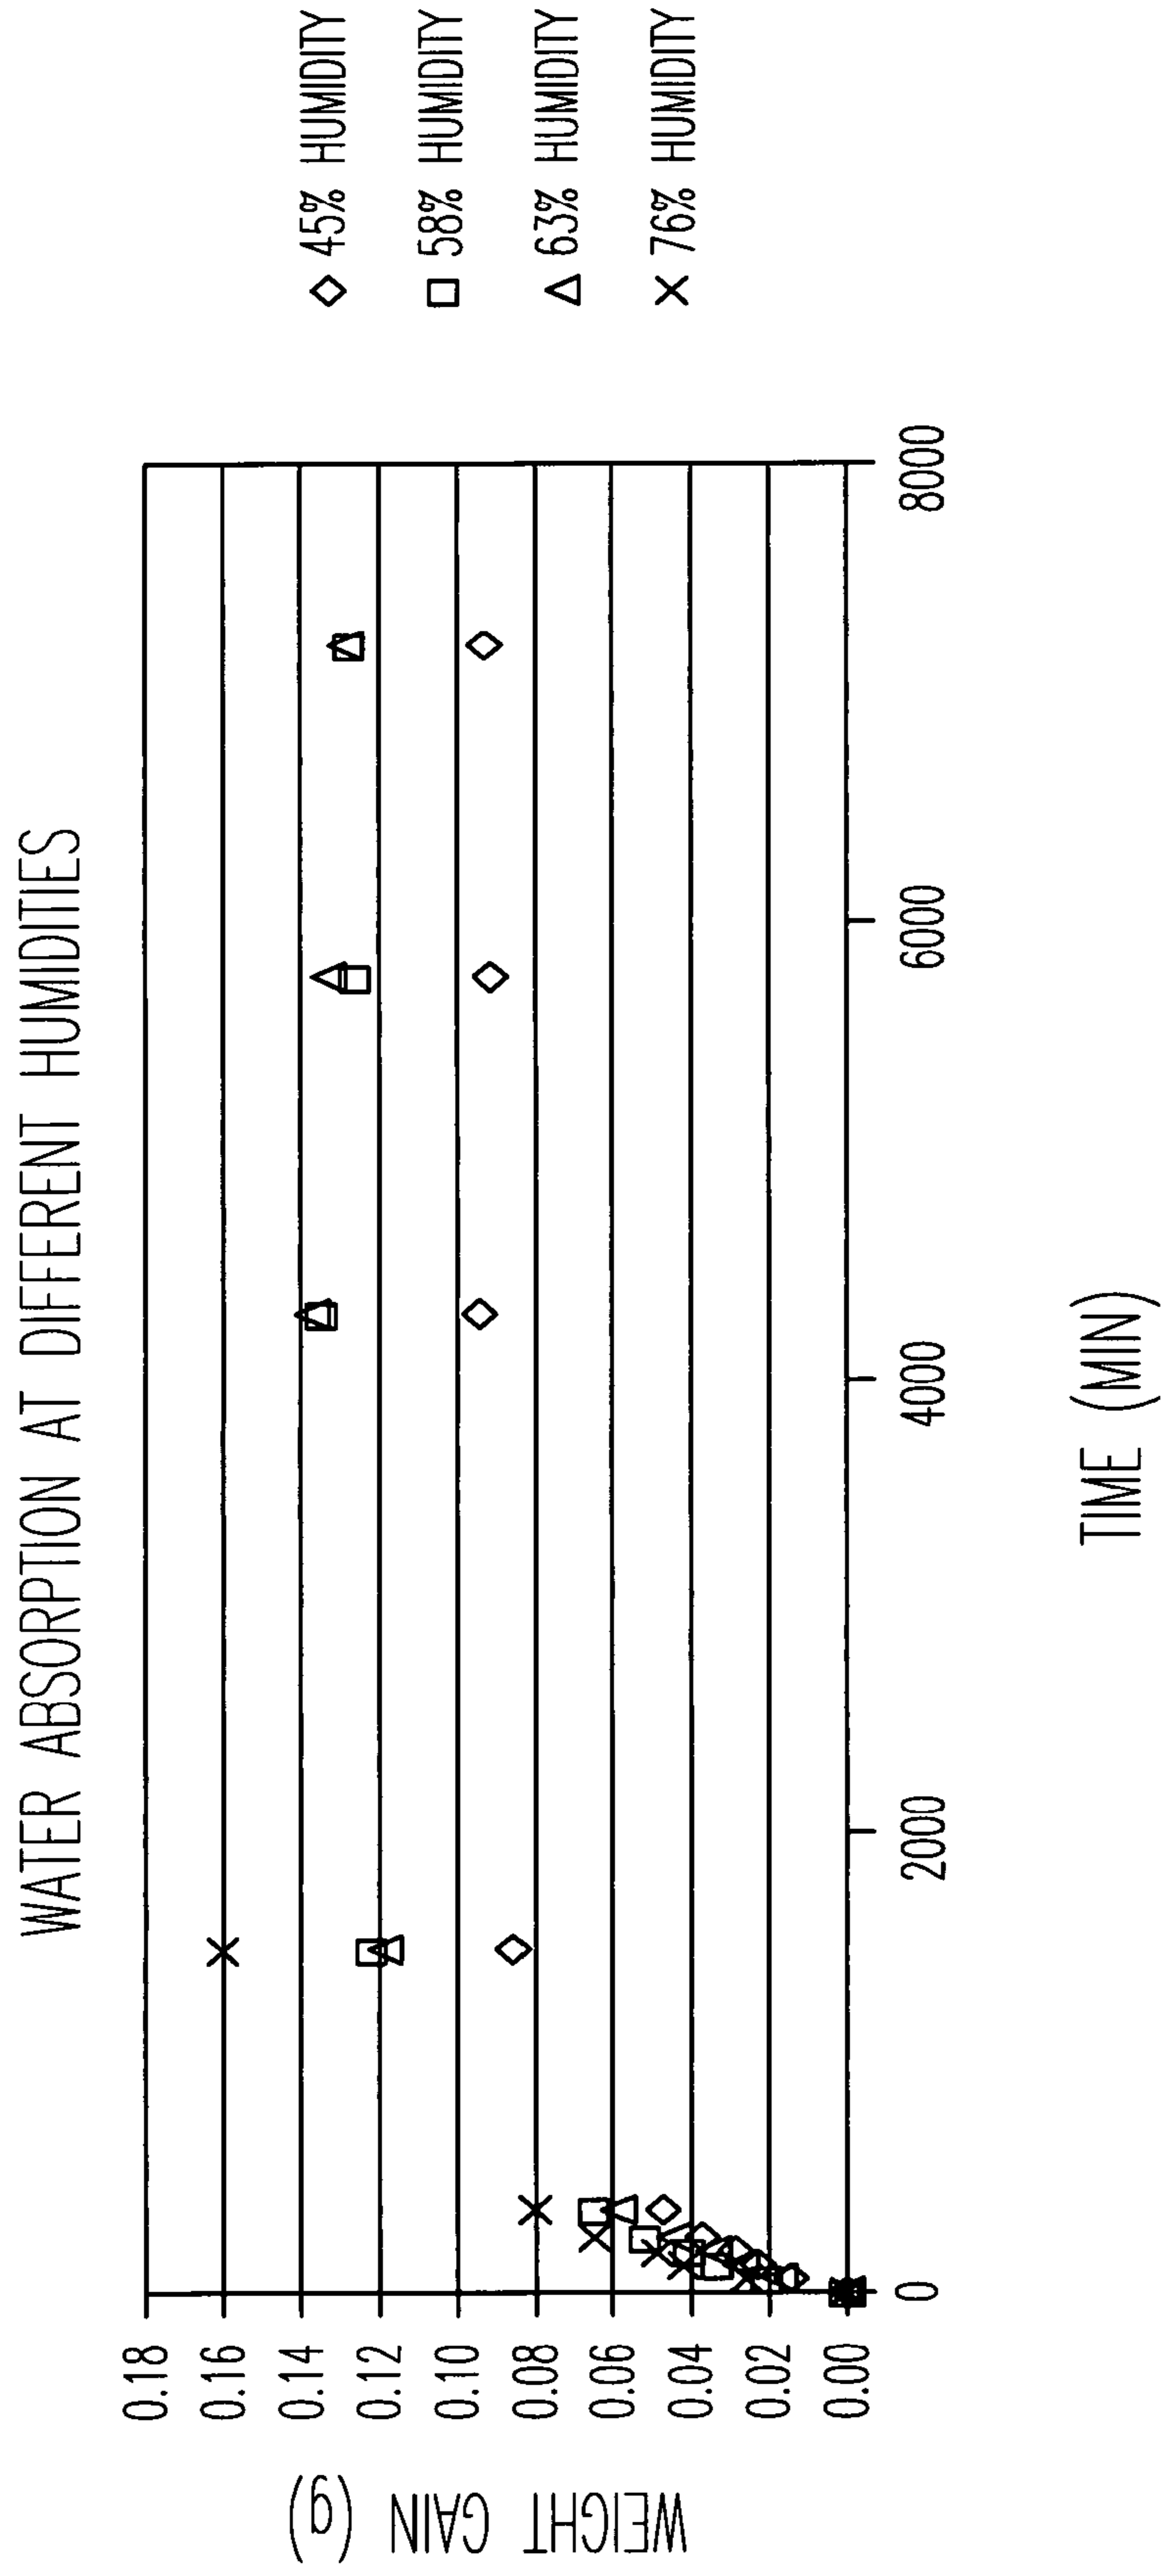 WATER ABSORPTION AT DIFFERENT HUMIDITIES
0.18
0.16
0.14
0.12
0.10
0.08
0.06
0.04
0.02
0.00
WEIGHT GAIN (g)
0
2000
4000
6000
8000
TIME (MIN)
45% HUMIDITY
58% HUMIDITY
63% HUMIDITY
76% HUMIDITY